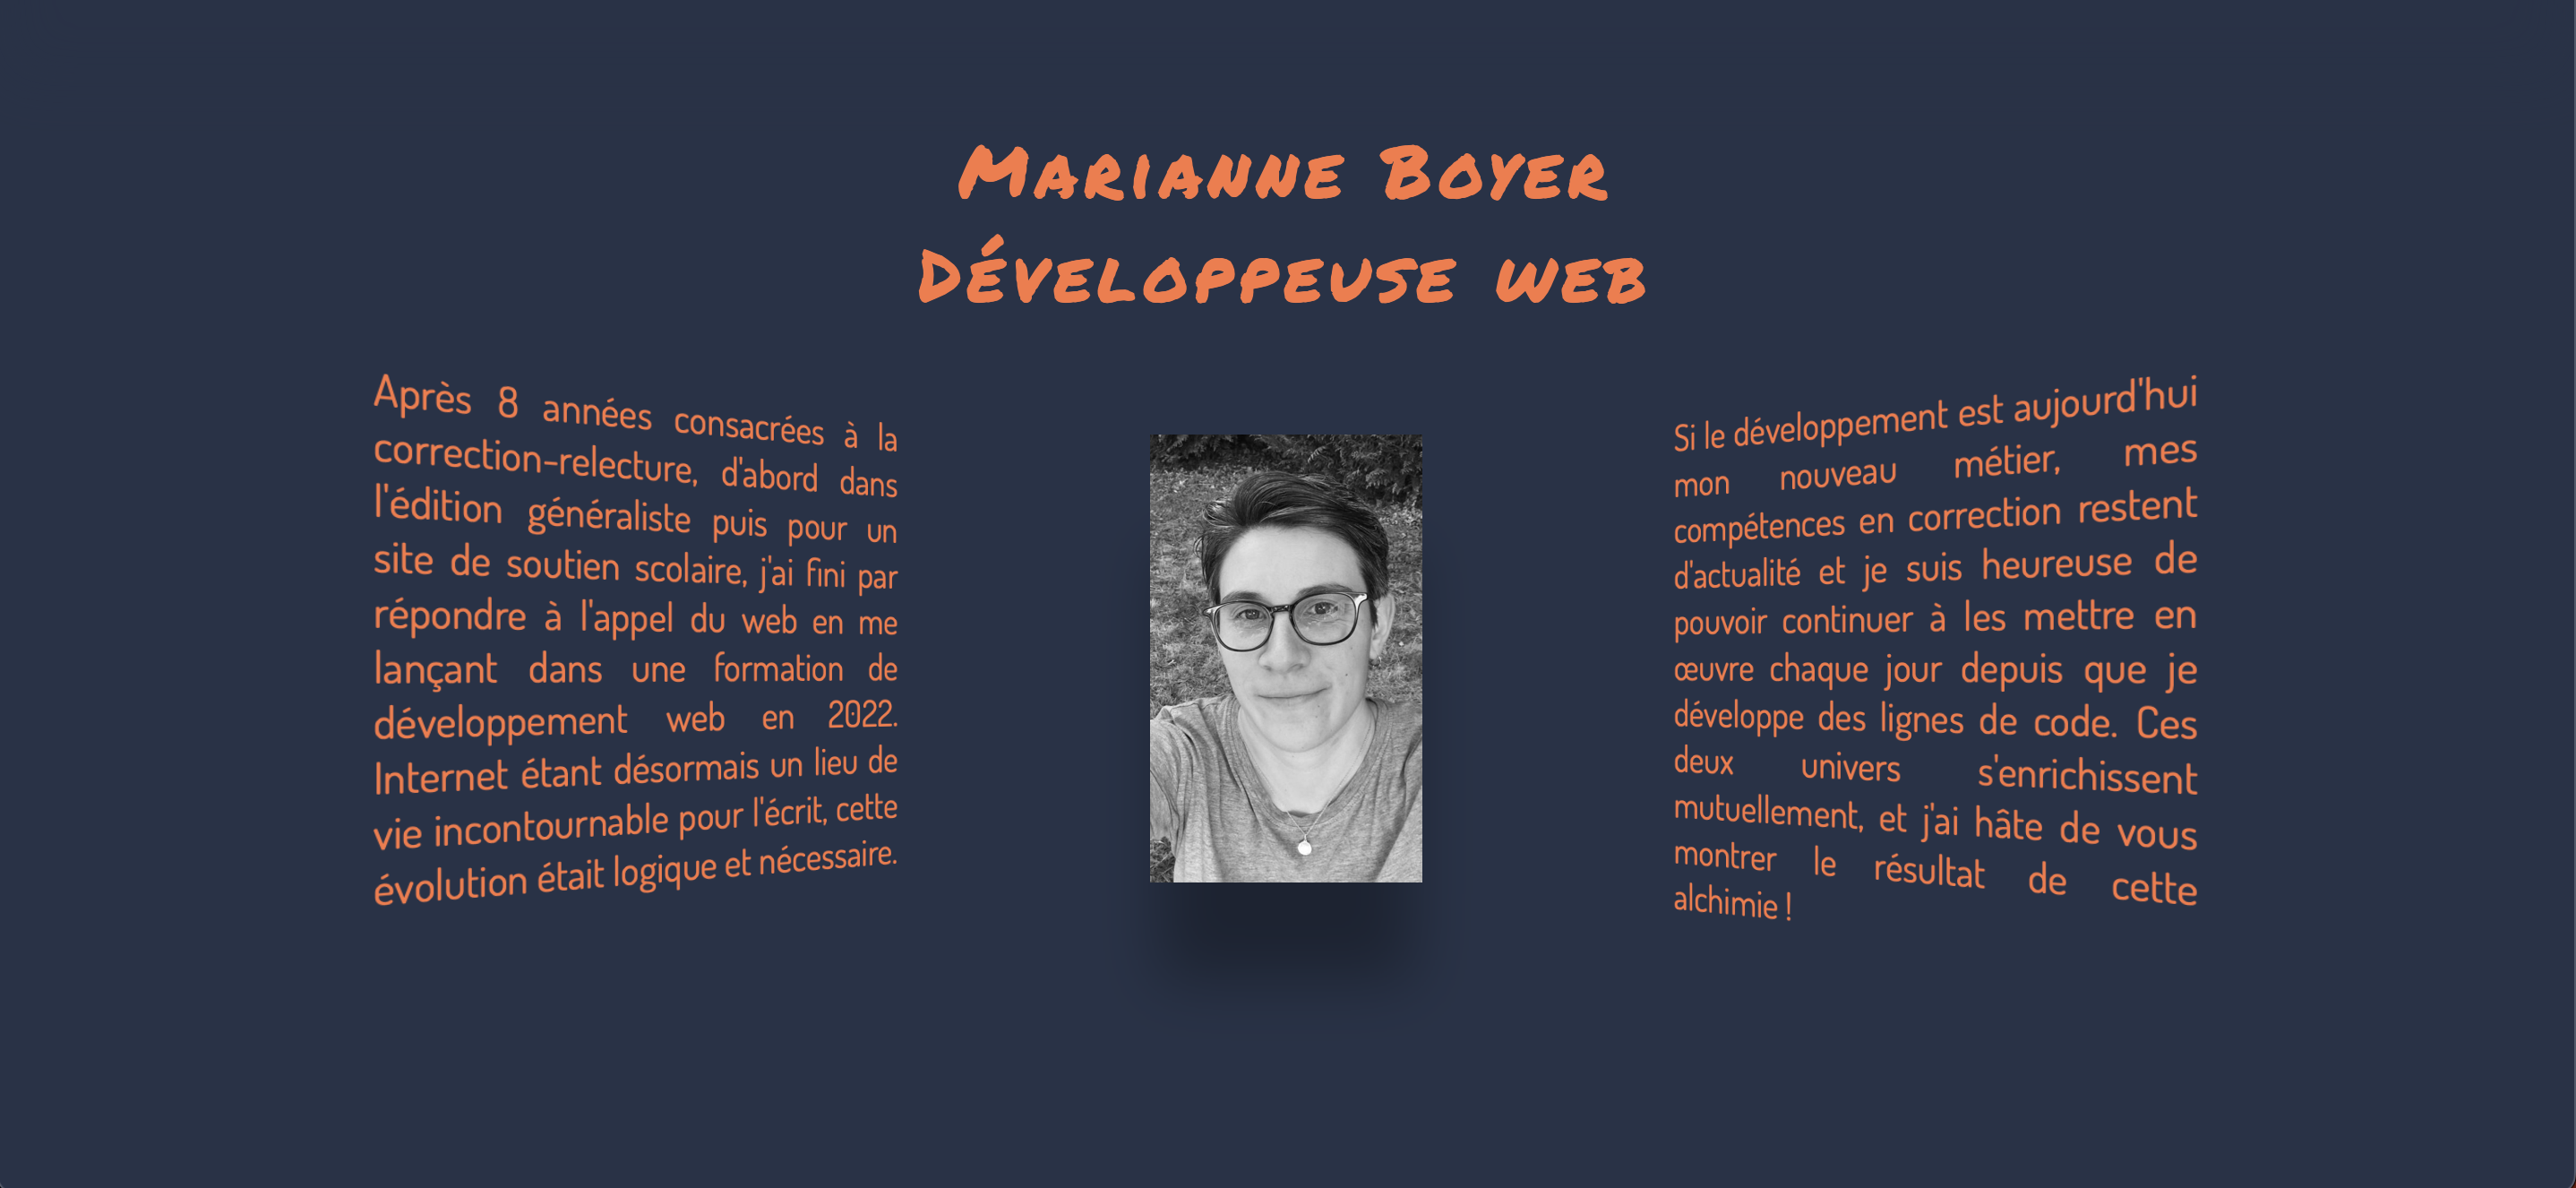 Marianne Boyer
Développeuse web
Après 8 années consacrées à la
correction-relecture, d'abord dans
l'édition généraliste puis pour un
site de soutien scolaire, j'ai fini par
répondre à l'appel du web en me
lançant dans une formation de
développement web en 2022.
Internet étant désormais un lieu de
vie incontournable pour l'écrit, cette
évolution était logique et nécessaire.
Si le développement est aujourd'hui
mon nouveau métier, mes
compétences en correction restent
d'actualité et je suis heureuse de
pouvoir continuer à les mettre en
œuvre chaque jour depuis que je
développe des lignes de code. Ces
deux univers s'enrichissent
mutuellement, et j'ai hâte de vous
montrer le résultat de cette
alchimie !